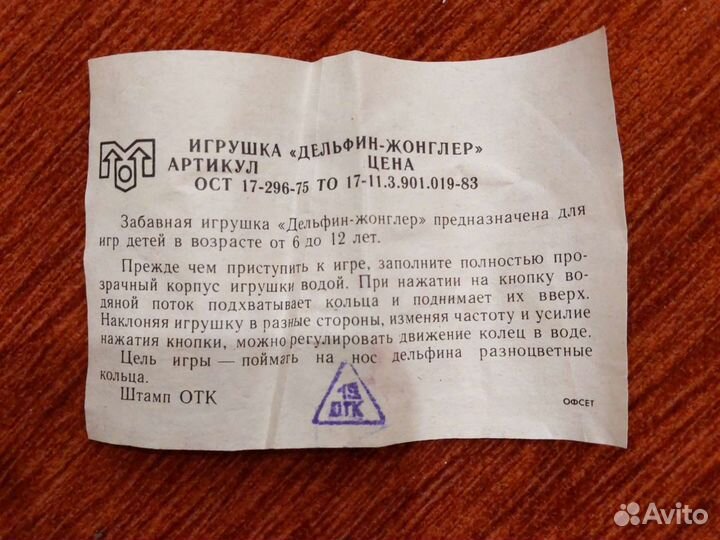 ИГРУШКА «ДЕЛЬФИН-ЖОНГЛЕР»
АРТИКУЛ ЦЕНА
ОСТ 17-296-75 ТО 17-11.3.901.019-83
Забавная игрушка «Дельфин-жонглер» предназначена для
игр детей в возрасте от 6 до 12 лет.
Прежде чем приступить к игре, заполните полностью про-
зрачный корпус игрушки водой. При нажатии на кнопку во-
дяной поток подхватывает кольца и поднимает их вверх.
Наклоняя игрушку в разные стороны, изменяя частоту и усилие
нажатия кнопки, можно регулировать движение колец в воде.
Цель игры — поймать на нос дельфина разноцветные
кольца.
Штамп ОТК
19
ОТК
ОФСЕТ
Avito